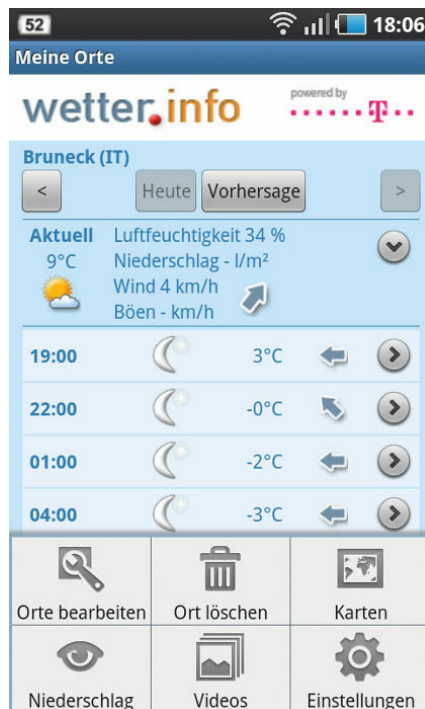 52 18:06
Meine Orte
wetter.info powered by T
Bruneck (IT)
< Heute Vorhersage >
Aktuell Luftfeuchtigkeit 34 %
9°C Niederschlag - l/m²
Wind 4 km/h
Böen - km/h
19:00 3°C
22:00 -0°C
01:00 -2°C
04:00 -3°C
Orte bearbeiten Ort löschen Karten
Niederschlag Videos Einstellungen